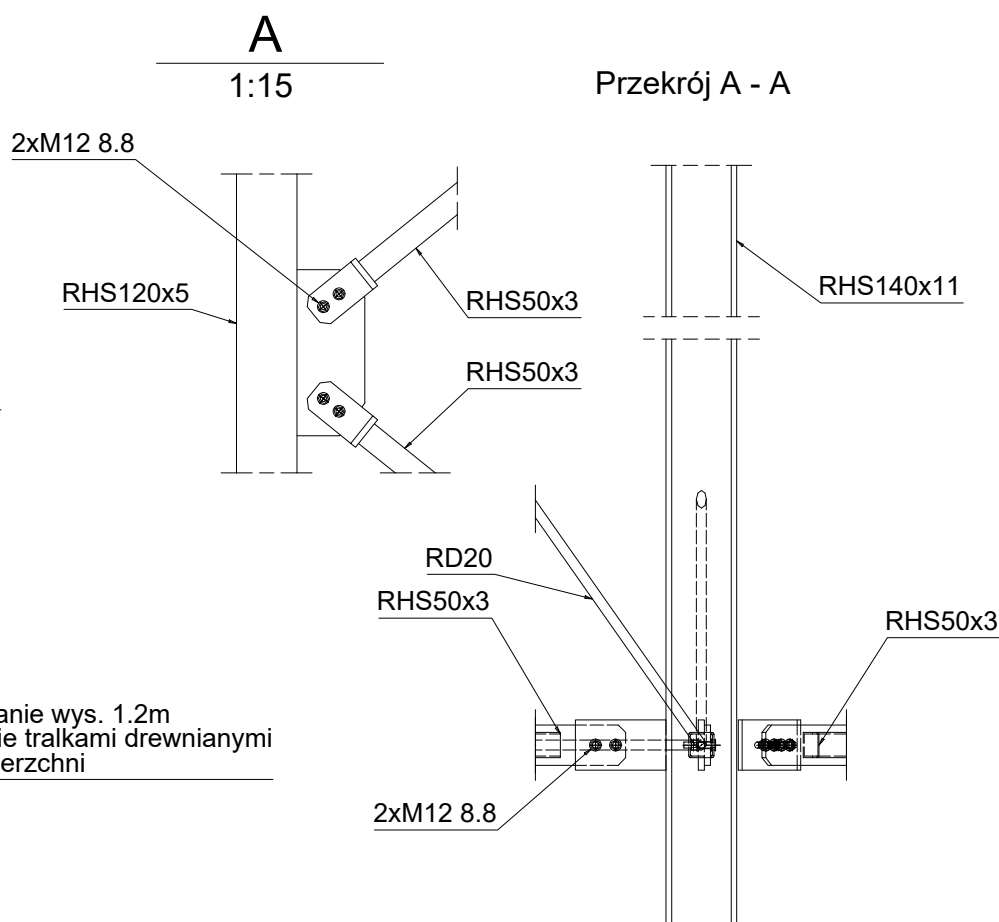 A
1:15
Przekrój A - A
2xM12 8.8
RHS120x5
RHS50x3
RHS140x11
RHS50x3
RD20
RHS50x3
RHS50x3
anie wys. 1.2m
ie tralkami drewnianymi
erzchni
2xM12 8.8